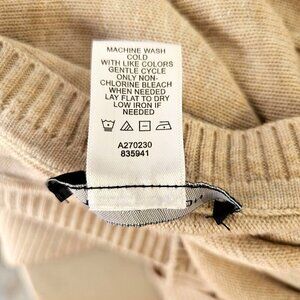 MACHINE WASH
COLD
WITH LIKE COLORS
GENTLE CYCLE
ONLY NON-
CHLORINE BLEACH
WHEN NEEDED
LAY FLAT TO DRY
LOW IRON IF
NEEDED
A270230
835941